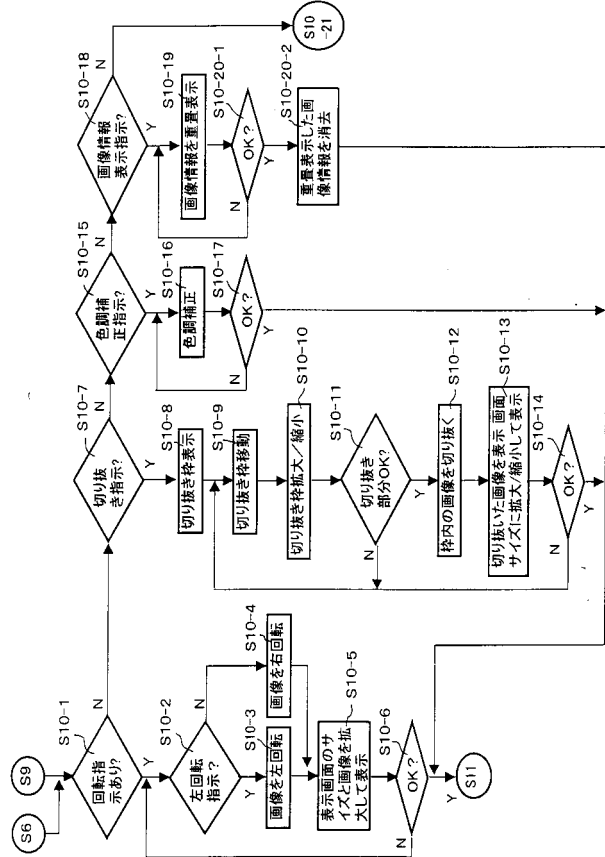 S6
S9
S10-1
回転指
示あり?
Y
N
S10-2
左回転
指示?
Y
N
S10-3
画像を左回転
S10-4
画像を右回転
S10-5
表示画面のサ
イズと画像を拡
大して表示
S10-6
OK?
N
Y
S11
S10-7
切り抜
き指示?
N
Y
S10-8
切り抜き枠表示
S10-9
切り抜き枠移動
S10-10
切り抜き枠拡大/縮小
S10-11
切り抜き
部分OK?
N
Y
S10-12
枠内の画像を切り抜く
S10-13
切り抜いた画像を表示 画面
サイズに拡大/縮小して表示
S10-14
OK?
N
Y
S10-15
色調補
正指示?
N
Y
S10-16
色調補正
S10-17
OK?
N
Y
S10-18
画像情報
表示指示?
N
Y
S10-19
画像情報を重畳表示
S10-20-1
OK?
N
Y
S10-20-2
重畳表示した画
像情報を消去
S10
-21